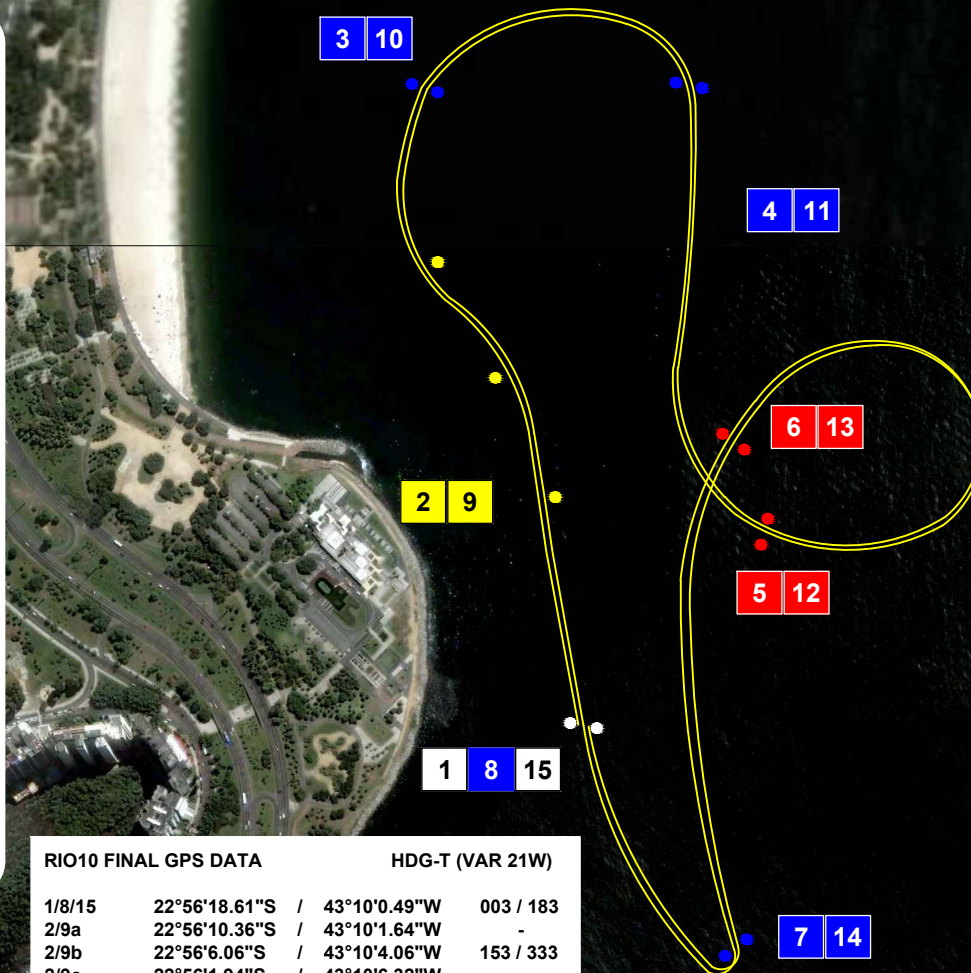 3 10
4 11
6 13
2 9
5 12
1 8 15
7 14
RIO10 FINAL GPS DATA HDG-T (VAR 21W)
1/8/15 22°56'18.61"S / 43°10'0.49"W 003 / 183
2/9a 22°56'10.36"S / 43°10'1.64"W -
2/9b 22°56'6.06"S / 43°10'4.06"W 153 / 333